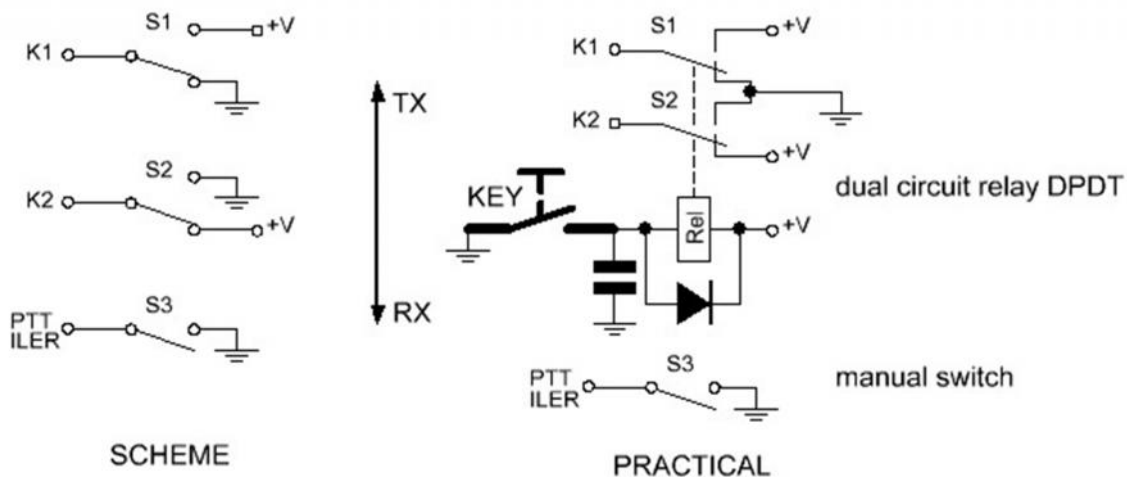 S1
+V
K1
TX
S2
K2
+V
RX
PTT
ILER
S3
SCHEME
S1
+V
K1
S2
K2
+V
dual circuit relay DPDT
KEY
Rel
+V
S3
PTT
ILER
manual switch
PRACTICAL